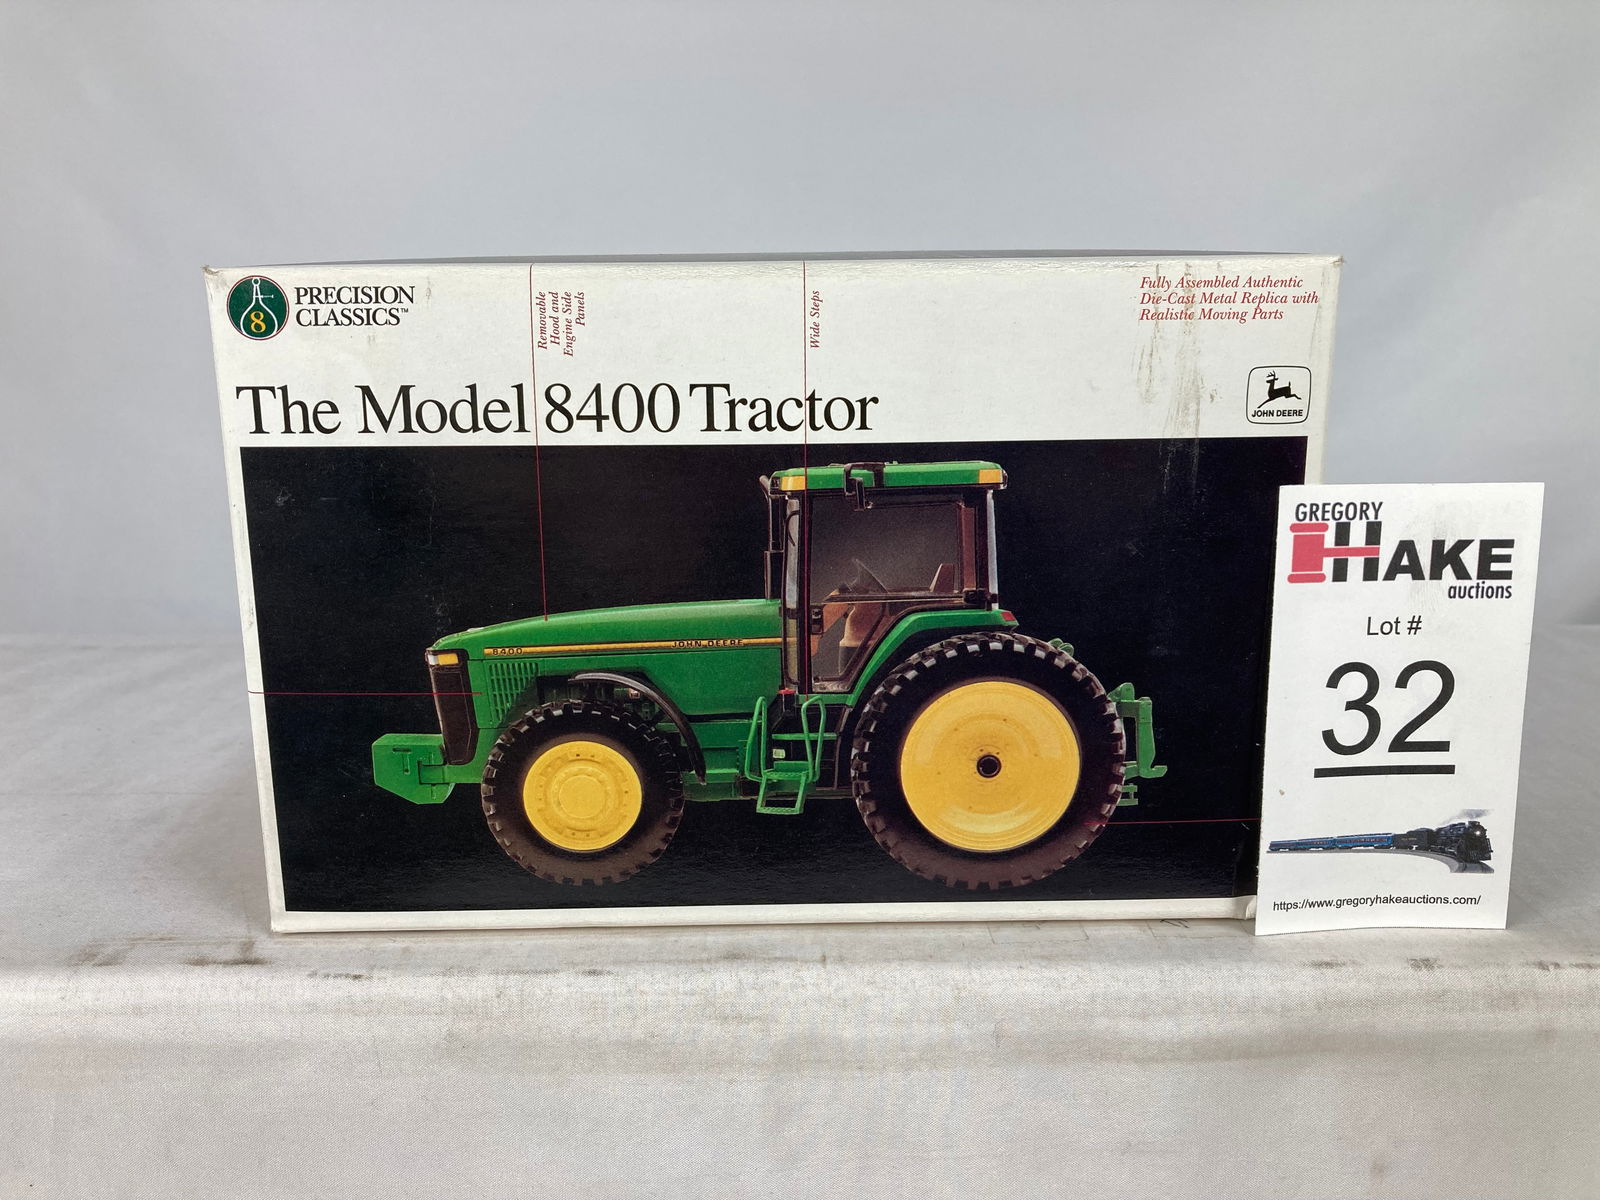 8
PRECISION
CLASSICS™
Removable
Hood and
Engine Side
Panels
Wide Steps
Fully Assembled Authentic
Die-Cast Metal Replica with
Realistic Moving Parts
The Model 8400 Tractor
JOHN DEERE
8400
JOHN DEERE
GREGORY
HAKE
auctions
Lot #
32
https://www.gregoryhakeauctions.com/